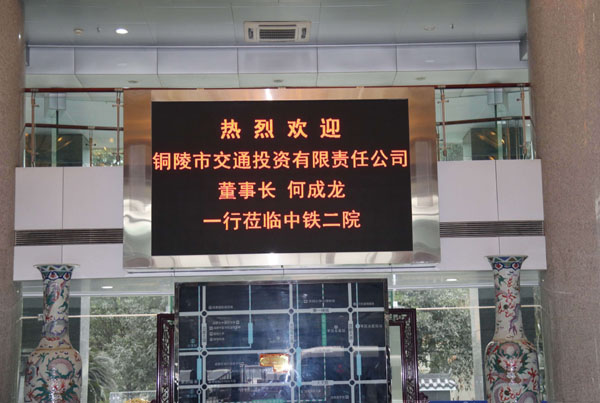 热烈欢迎
铜陵市交通投资有限责任公司
董事长 何成龙
一行莅临中铁二院